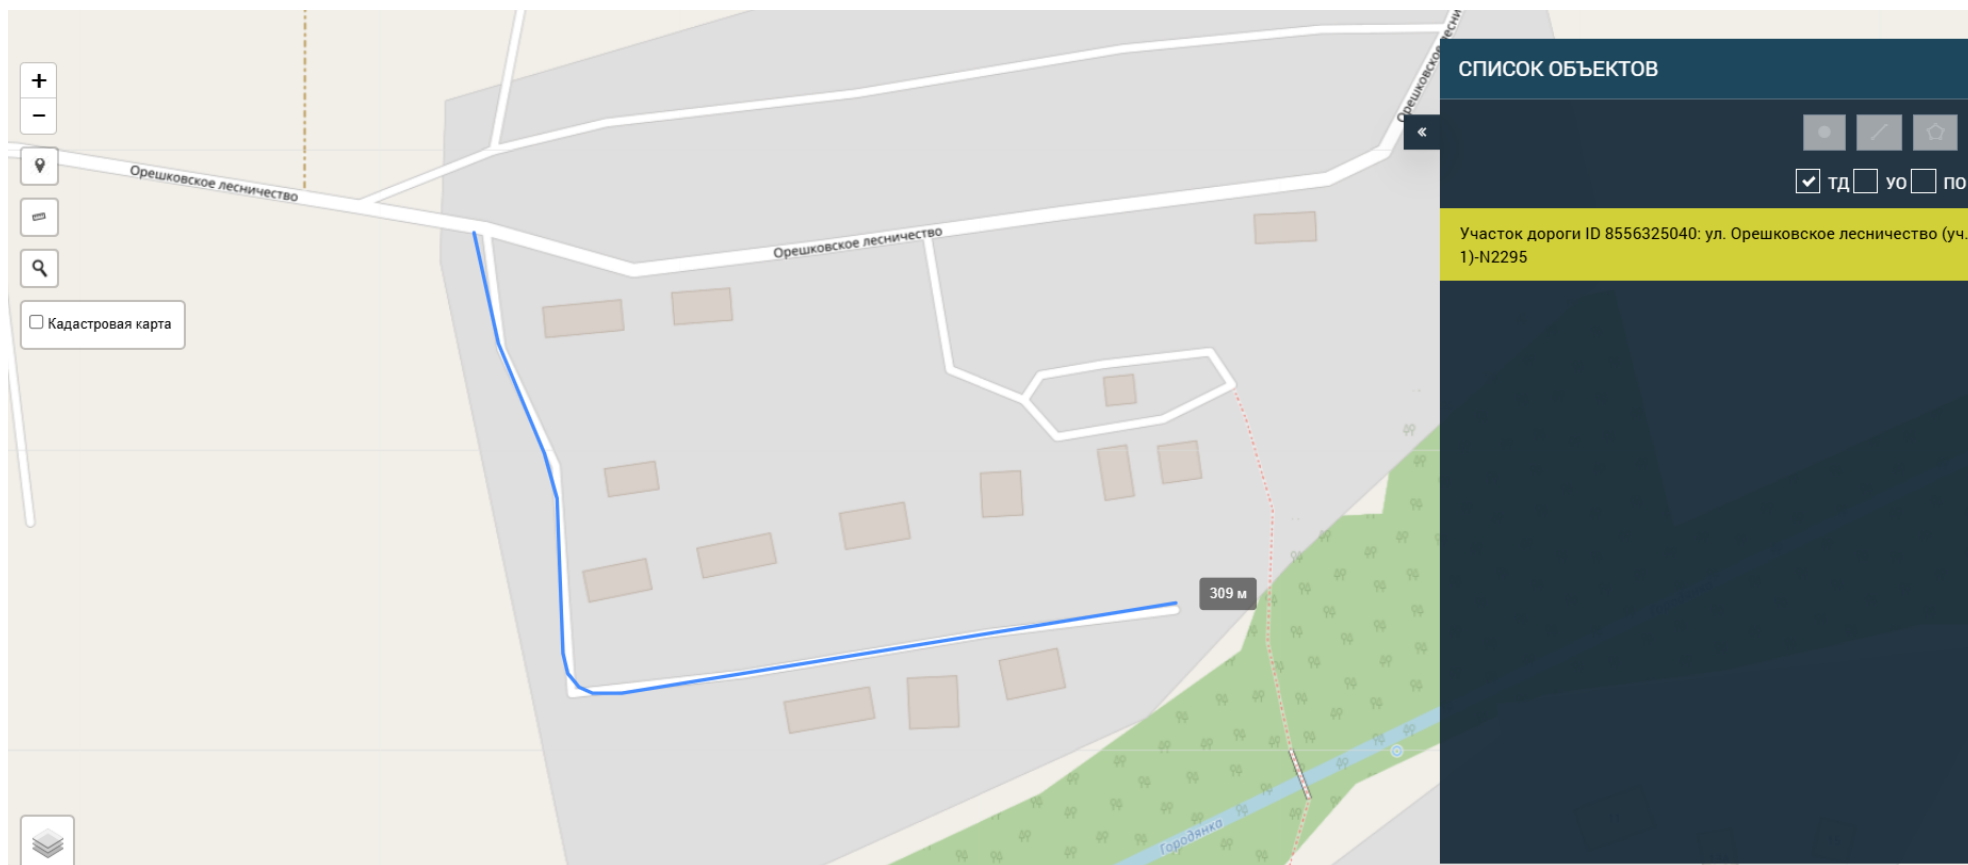 +
−
Орешковское лесничество
Орешковское лесничество
Кадастровая карта
309 м
Городянка
«
СПИСОК ОБЪЕКТОВ
ТД УО ПО
Участок дороги ID 8556325040: ул. Орешковское лесничество (уч.
1)-N2295